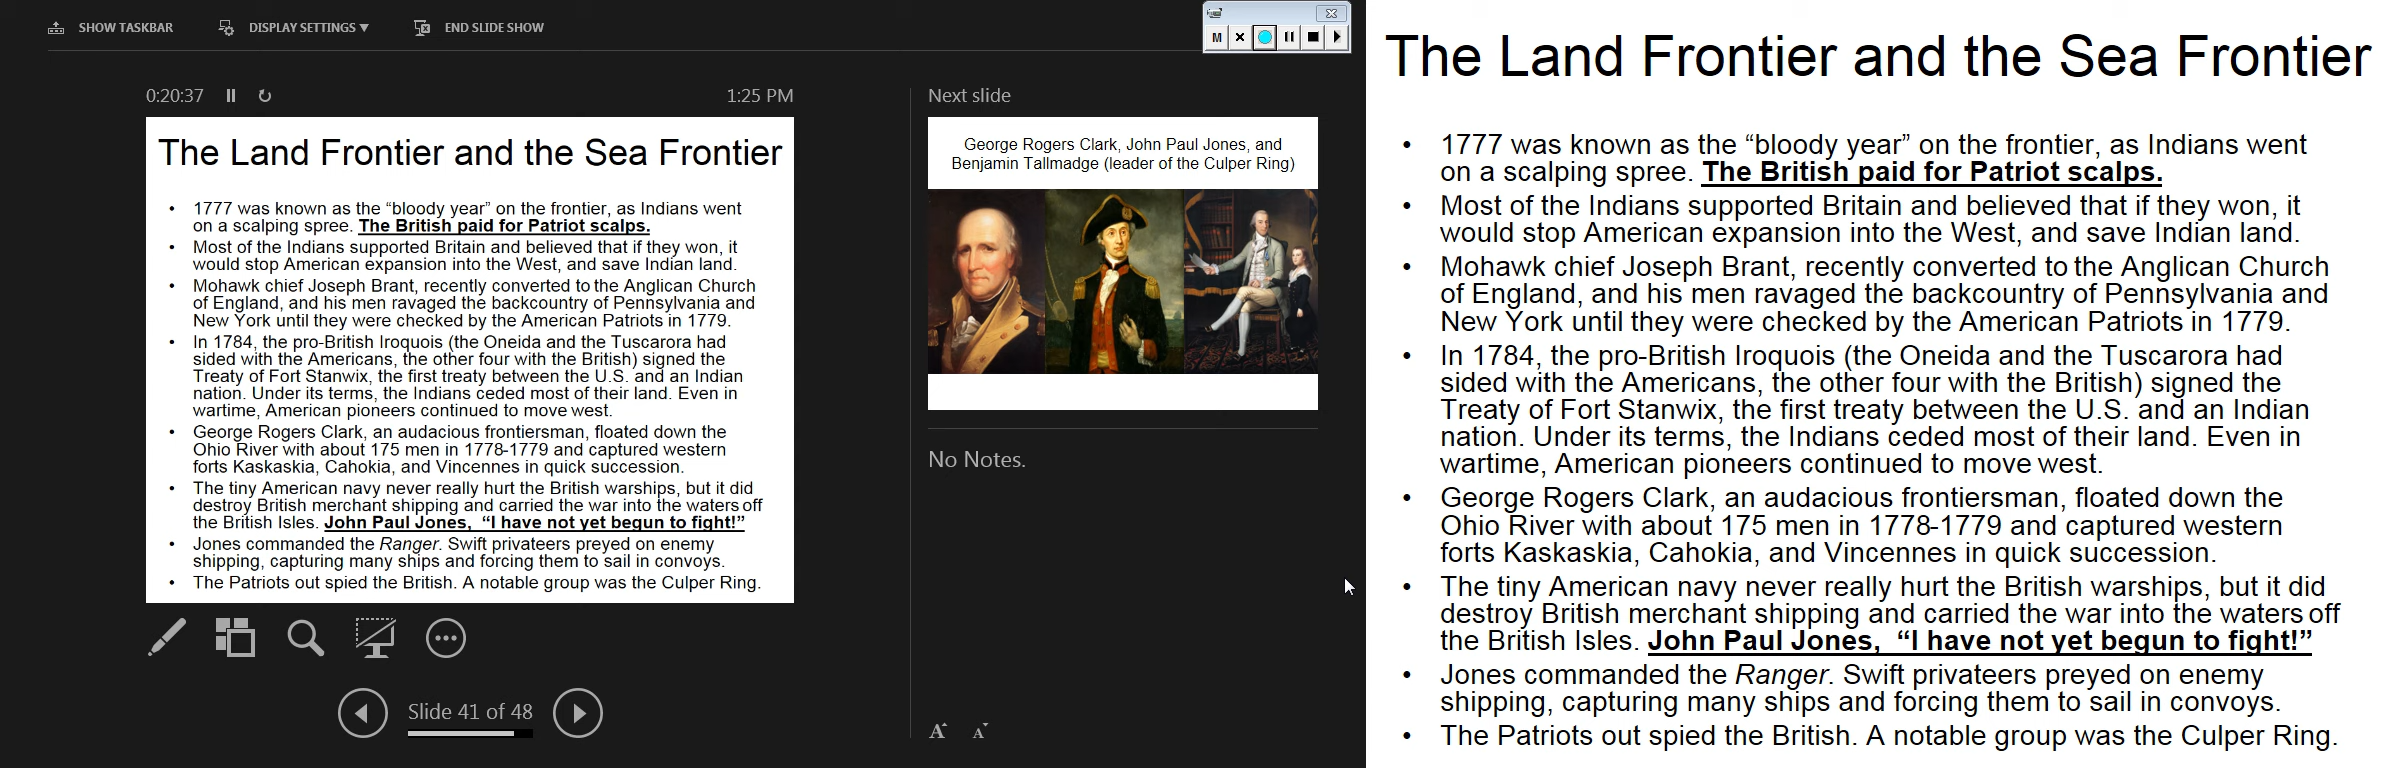 SHOW TASKBAR
DISPLAY SETTINGS ▼
END SLIDE SHOW
M
0:20:37
1:25 PM
The Land Frontier and the Sea Frontier
• 1777 was known as the “bloody year” on the frontier, as Indians went
on a scalping spree. The British paid for Patriot scalps.
• Most of the Indians supported Britain and believed that if they won, it
would stop American expansion into the West, and save Indian land.
• Mohawk chief Joseph Brant, recently converted to the Anglican Church
of England, and his men ravaged the backcountry of Pennsylvania and
New York until they were checked by the American Patriots in 1779.
• In 1784, the pro-British Iroquois (the Oneida and the Tuscarora had
sided with the Americans, the other four with the British) signed the
Treaty of Fort Stanwix, the first treaty between the U.S. and an Indian
nation. Under its terms, the Indians ceded most of their land. Even in
wartime, American pioneers continued to move west.
• George Rogers Clark, an audacious frontiersman, floated down the
Ohio River with about 175 men in 1778-1779 and captured western
forts Kaskaskia, Cahokia, and Vincennes in quick succession.
• The tiny American navy never really hurt the British warships, but it did
destroy British merchant shipping and carried the war into the waters off
the British Isles. John Paul Jones, “I have not yet begun to fight!”
• Jones commanded the Ranger. Swift privateers preyed on enemy
shipping, capturing many ships and forcing them to sail in convoys.
• The Patriots out spied the British. A notable group was the Culper Ring.
Slide 41 of 48
Next slide
George Rogers Clark, John Paul Jones, and
Benjamin Tallmadge (leader of the Culper Ring)
No Notes.
A A
The Land Frontier and the Sea Frontier
• 1777 was known as the “bloody year” on the frontier, as Indians went
on a scalping spree. The British paid for Patriot scalps.
• Most of the Indians supported Britain and believed that if they won, it
would stop American expansion into the West, and save Indian land.
• Mohawk chief Joseph Brant, recently converted to the Anglican Church
of England, and his men ravaged the backcountry of Pennsylvania and
New York until they were checked by the American Patriots in 1779.
• In 1784, the pro-British Iroquois (the Oneida and the Tuscarora had
sided with the Americans, the other four with the British) signed the
Treaty of Fort Stanwix, the first treaty between the U.S. and an Indian
nation. Under its terms, the Indians ceded most of their land. Even in
wartime, American pioneers continued to move west.
• George Rogers Clark, an audacious frontiersman, floated down the
Ohio River with about 175 men in 1778-1779 and captured western
forts Kaskaskia, Cahokia, and Vincennes in quick succession.
• The tiny American navy never really hurt the British warships, but it did
destroy British merchant shipping and carried the war into the waters off
the British Isles. John Paul Jones, “I have not yet begun to fight!”
• Jones commanded the Ranger. Swift privateers preyed on enemy
shipping, capturing many ships and forcing them to sail in convoys.
• The Patriots out spied the British. A notable group was the Culper Ring.